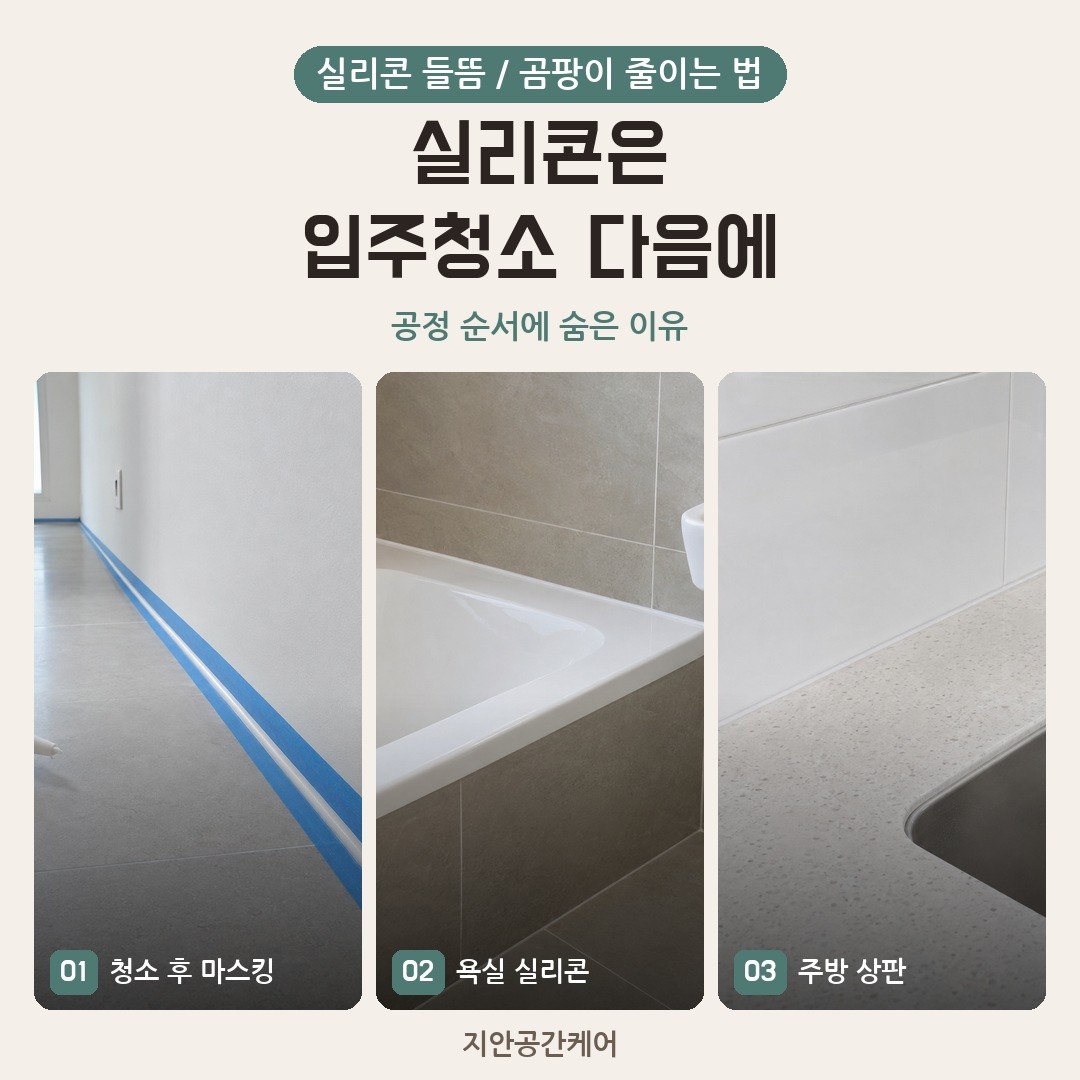 실리콘 들뜸 / 곰팡이 줄이는 법
실리콘은
입주청소 다음에
공정 순서에 숨은 이유
01 청소 후 마스킹
02 욕실 실리콘
03 주방 상판
지안공간케어